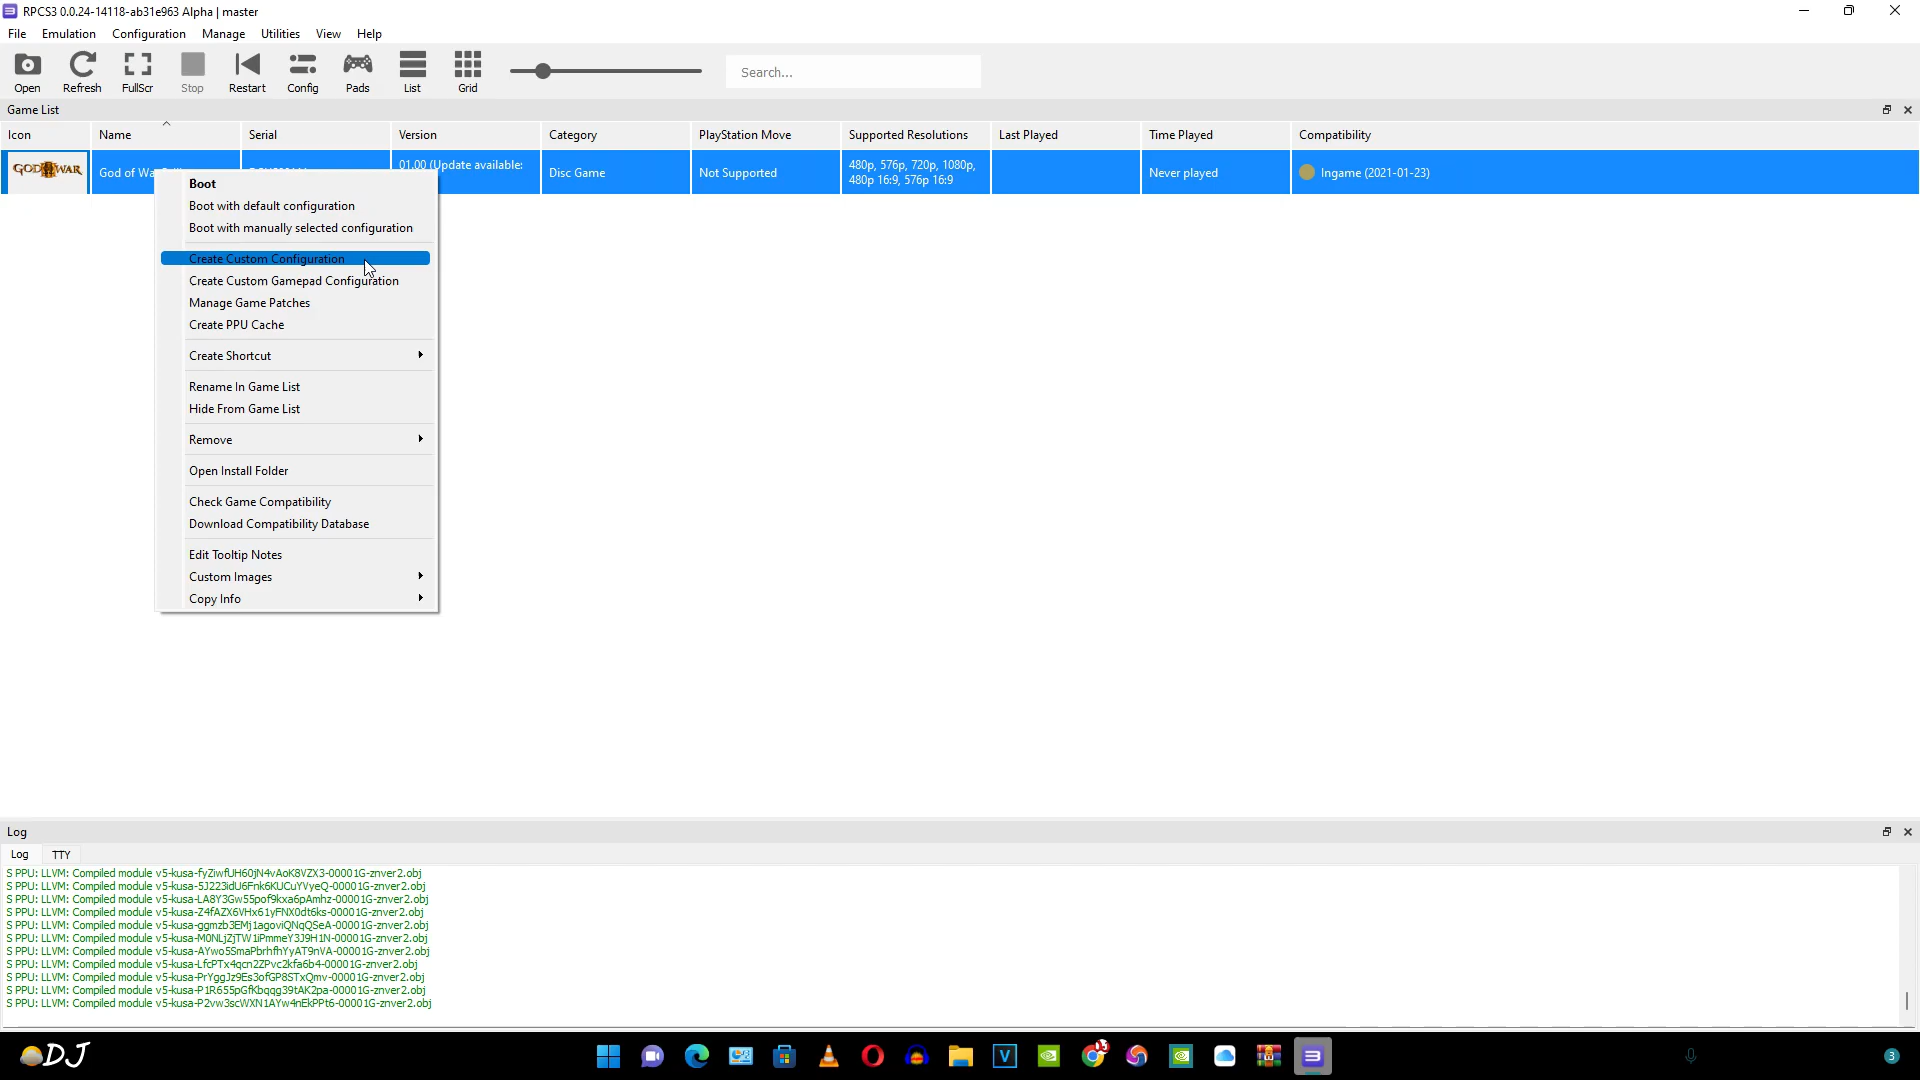 RPCS3 0.0.24-14118-ab31e963 Alpha | master
File Emulation Configuration Manage Utilities View Help
Open Refresh FullScr Stop Restart Config Pads List Grid Search...
Game List
Icon Name Serial Version Category PlayStation Move Supported Resolutions Last Played Time Played Compatibility
GOD WAR God of War 01.00 (Update available: Disc Game Not Supported 480p, 576p, 720p, 1080p, 480p 16:9, 576p 16:9 Never played Ingame (2021-01-23)
Boot
Boot with default configuration
Boot with manually selected configuration
Create Custom Configuration
Create Custom Gamepad Configuration
Manage Game Patches
Create PPU Cache
Create Shortcut
Rename In Game List
Hide From Game List
Remove
Open Install Folder
Check Game Compatibility
Download Compatibility Database
Edit Tooltip Notes
Custom Images
Copy Info
Log
Log TTY
S PPU: LLVM: Compiled module v5-kusa-fyZiwfUH60jN4vAoK8VZX3-00001G-znver2.obj
S PPU: LLVM: Compiled module v5-kusa-5J223idU6Fnk6KUCuYVyeQ-00001G-znver2.obj
S PPU: LLVM: Compiled module v5-kusa-LA8Y3Gw55pof9kxa6pAmhz-00001G-znver2.obj
S PPU: LLVM: Compiled module v5-kusa-Z4fAZX6VHx61yFNX0dt6ks-00001G-znver2.obj
S PPU: LLVM: Compiled module v5-kusa-ggmzb3EMj1agoviQNqQSeA-00001G-znver2.obj
S PPU: LLVM: Compiled module v5-kusa-M0NLjZjTW1iPmmeY3J9H1N-00001G-znver2.obj
S PPU: LLVM: Compiled module v5-kusa-AYwo5SmaPbrhfhYyAT9nVA-00001G-znver2.obj
S PPU: LLVM: Compiled module v5-kusa-LfcPTx4qcn2ZPvc2kfa6b4-00001G-znver2.obj
S PPU: LLVM: Compiled module v5-kusa-PrYggJz9Es3ofGP8STxQmv-00001G-znver2.obj
S PPU: LLVM: Compiled module v5-kusa-P1R655pGfKbqqg39tAK2pa-00001G-znver2.obj
S PPU: LLVM: Compiled module v5-kusa-P2vw3scWXN1AYw4nEkPPt6-00001G-znver2.obj
DJ V 3